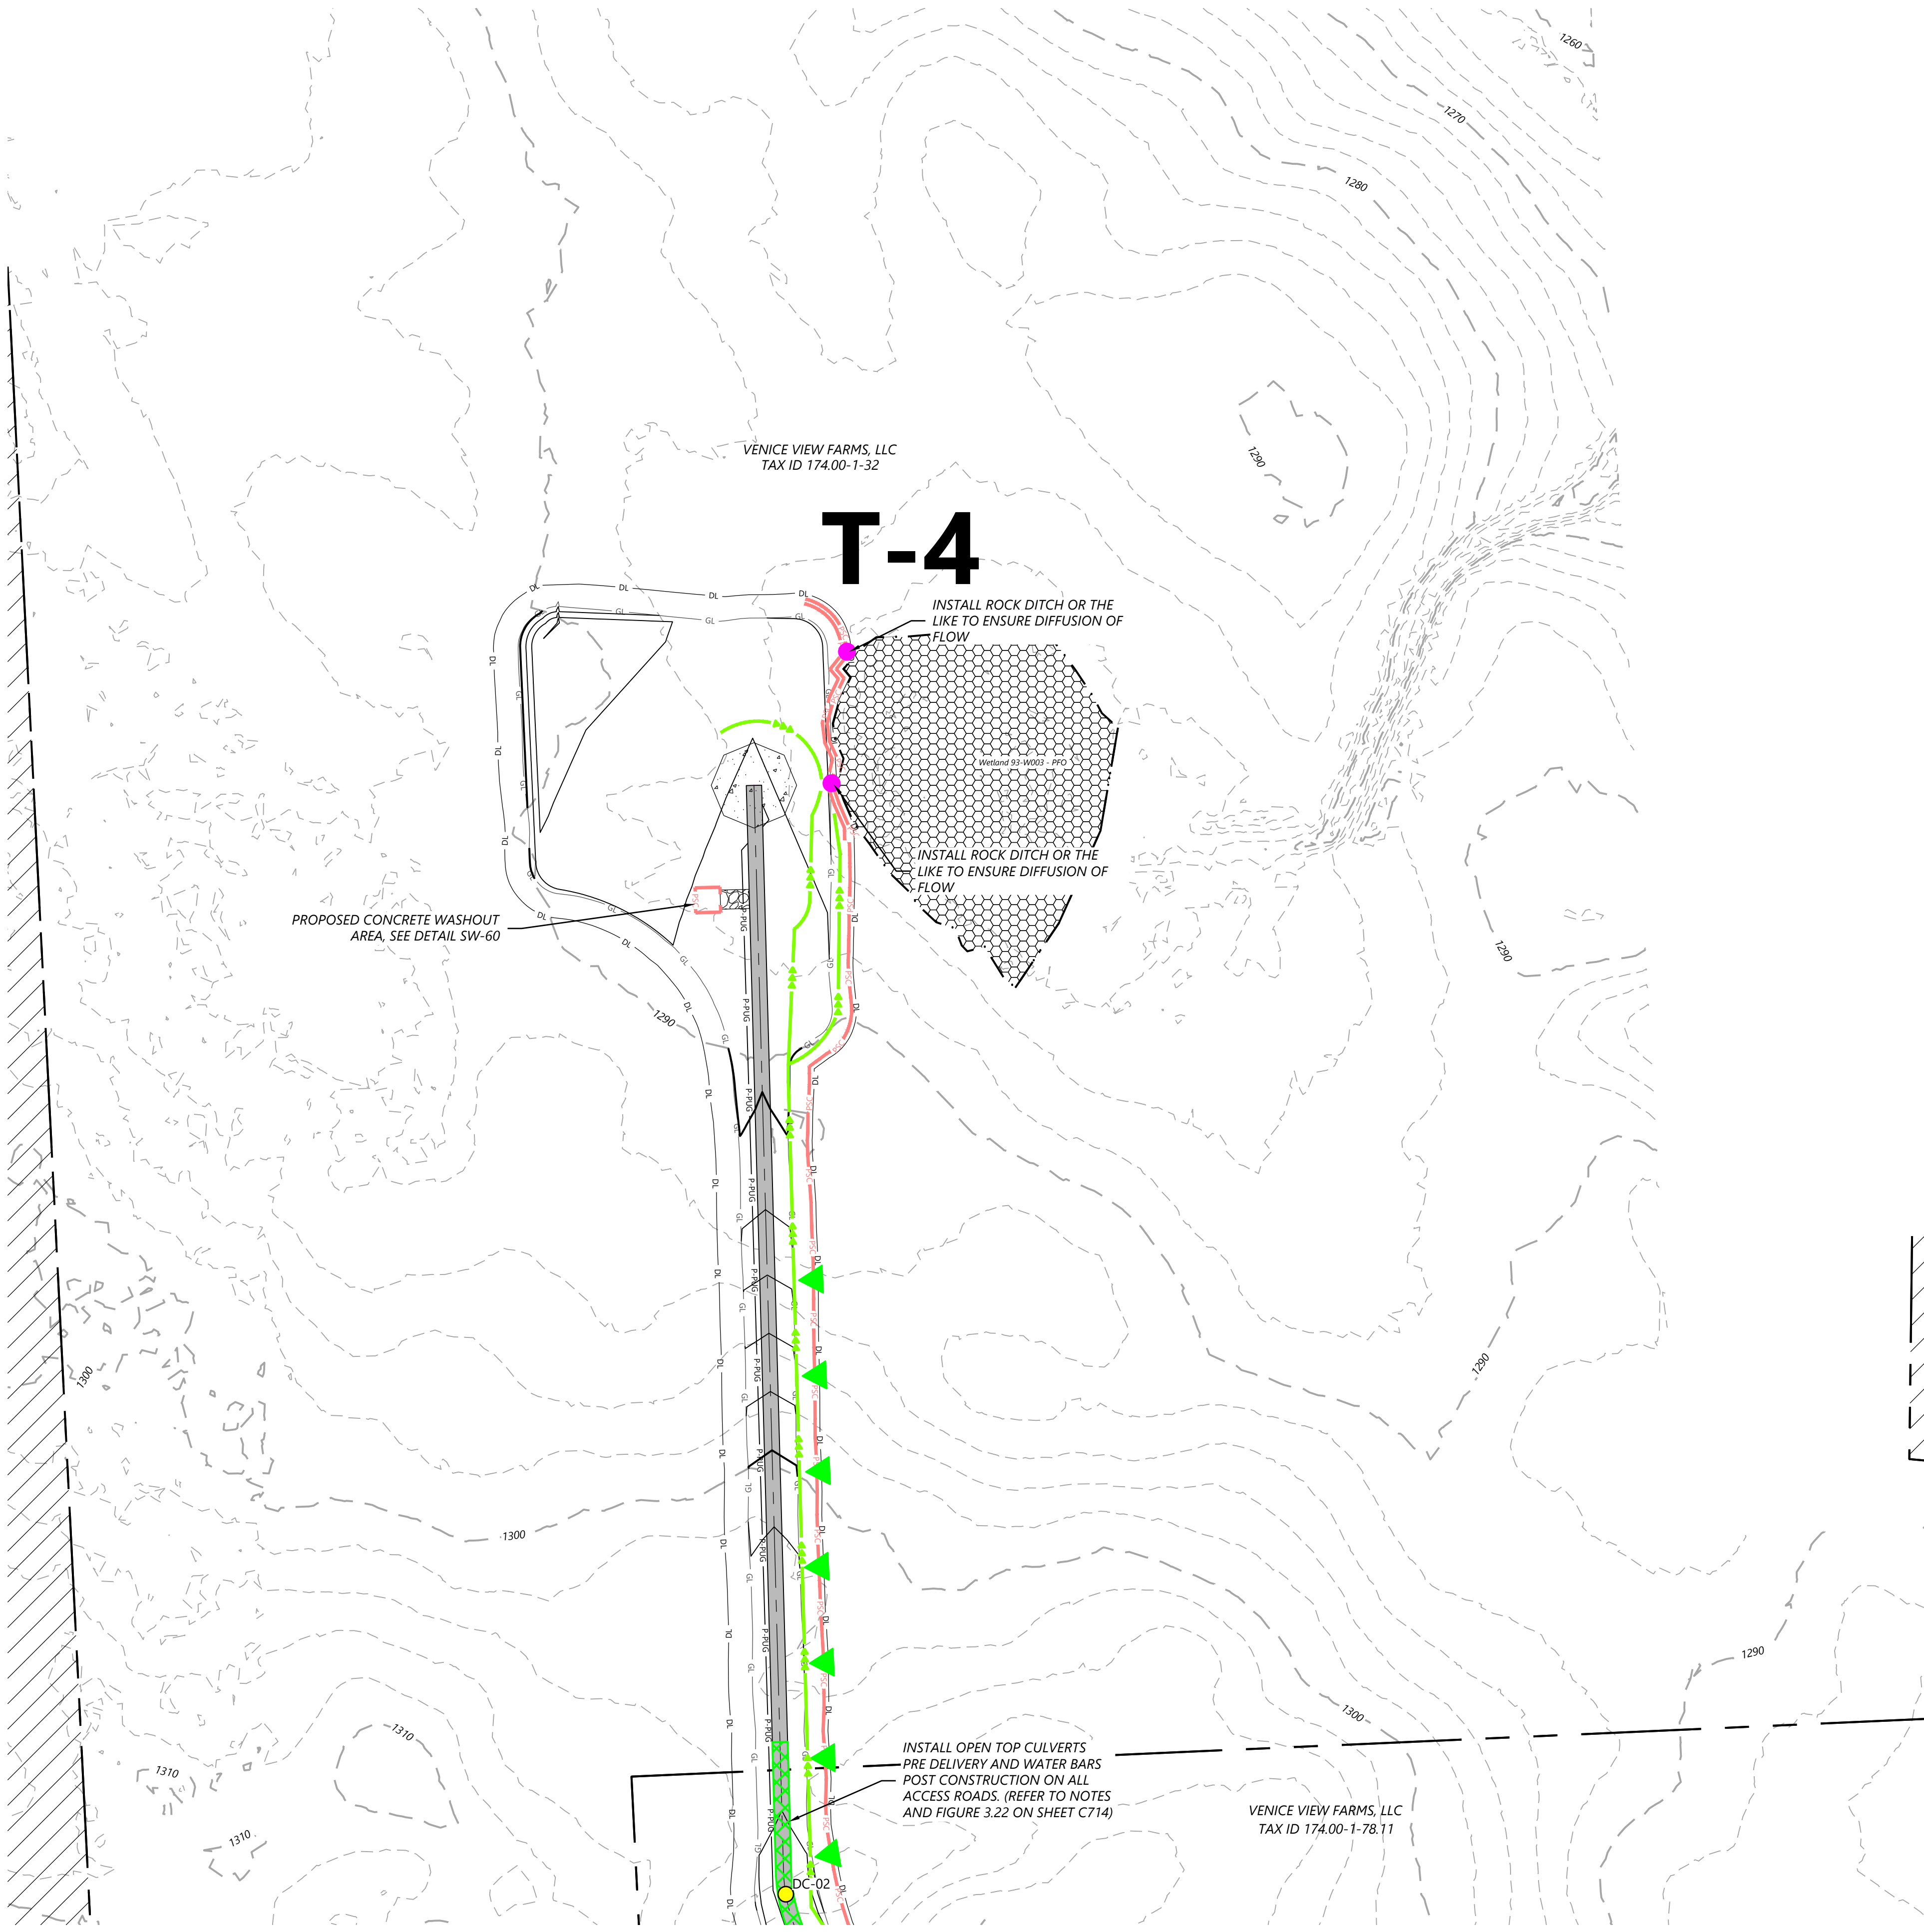 1260
1270
1280
VENICE VIEW FARMS, LLC
TAX ID 174.00-1-32
1290
T-4
INSTALL ROCK DITCH OR THE
LIKE TO ENSURE DIFFUSION OF
FLOW
Wetland 93-W003 - PFO
INSTALL ROCK DITCH OR THE
LIKE TO ENSURE DIFFUSION OF
FLOW
PROPOSED CONCRETE WASHOUT
AREA, SEE DETAIL SW-60
1290
1290
DL
GL
PSC
P-PUG
1300
1290
1300
1290
1300
1310
1310
1310
INSTALL OPEN TOP CULVERTS
PRE DELIVERY AND WATER BARS
POST CONSTRUCTION ON ALL
ACCESS ROADS. (REFER TO NOTES
AND FIGURE 3.22 ON SHEET C714)
VENICE VIEW FARMS, LLC
TAX ID 174.00-1-78.11
DC-02